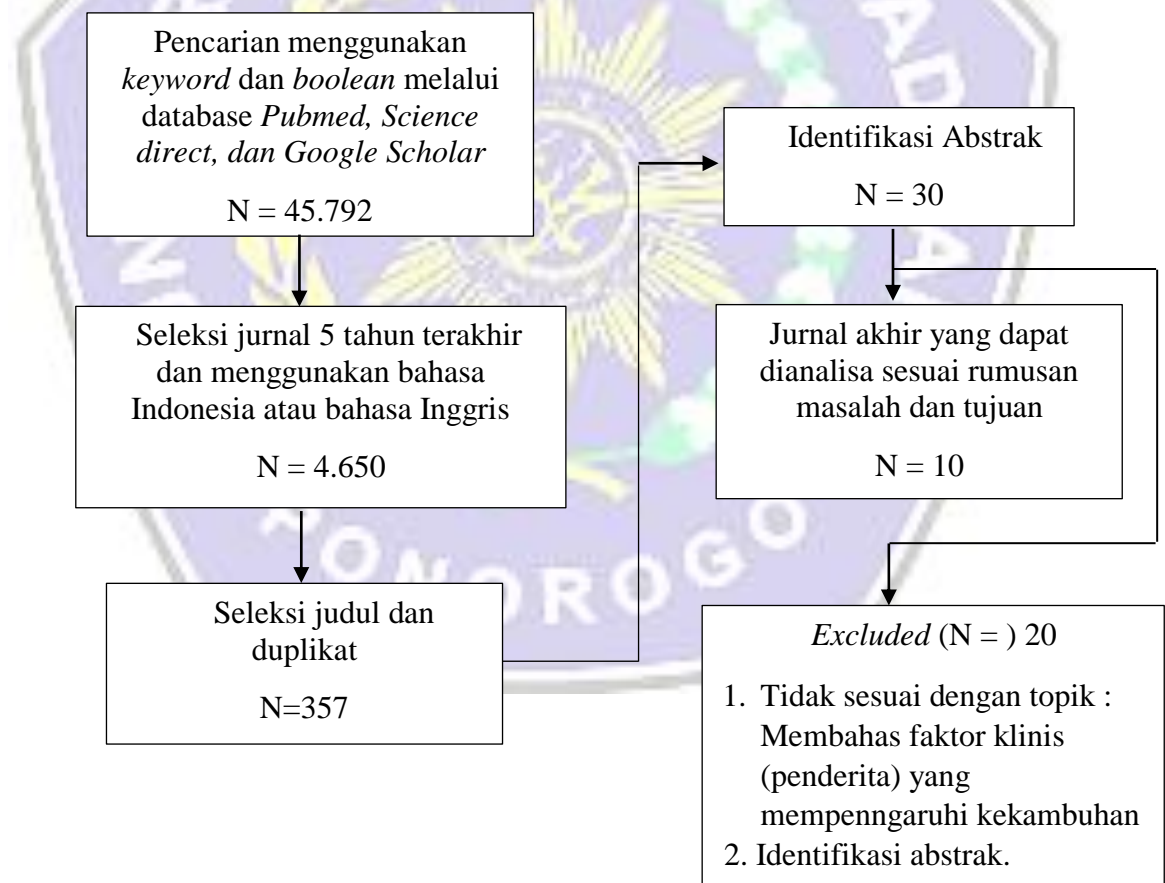 Pencarian menggunakan
keyword dan boolean melalui
database Pubmed, Science
direct, dan Google Scholar
N = 45.792
Seleksi jurnal 5 tahun terakhir
dan menggunakan bahasa
Indonesia atau bahasa Inggris
N = 4.650
Seleksi judul dan
duplikat
N=357
Identifikasi Abstrak
N = 30
Jurnal akhir yang dapat
dianalisa sesuai rumusan
masalah dan tujuan
N = 10
Excluded (N = ) 20
1. Tidak sesuai dengan topik :
Membahas faktor klinis
(penderita) yang
mempenngaruhi kekambuhan
2. Identifikasi abstrak.
PONOROGO